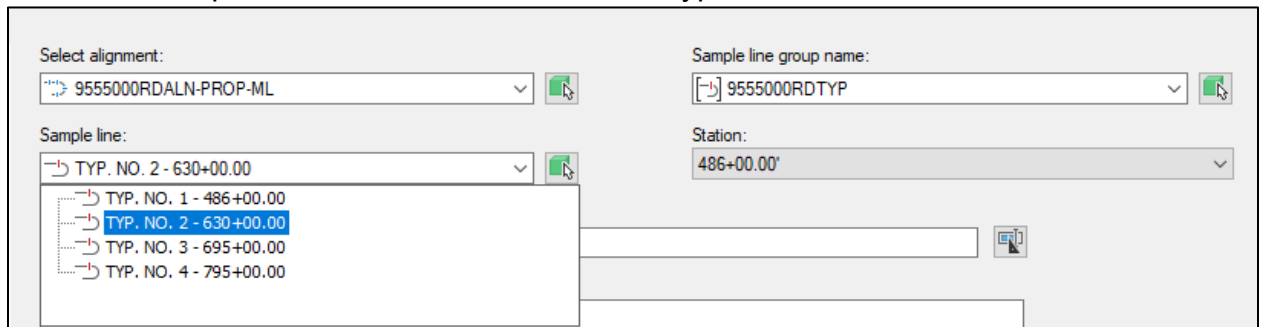 Select alignment:
Sample line group name:
9555000RDALN-PROP-ML
9555000RDTYP
Sample line:
Station:
TYP. NO. 2 - 630+00.00
486+00.00'
TYP. NO. 1 - 486+00.00
TYP. NO. 2 - 630+00.00
TYP. NO. 3 - 695+00.00
TYP. NO. 4 - 795+00.00